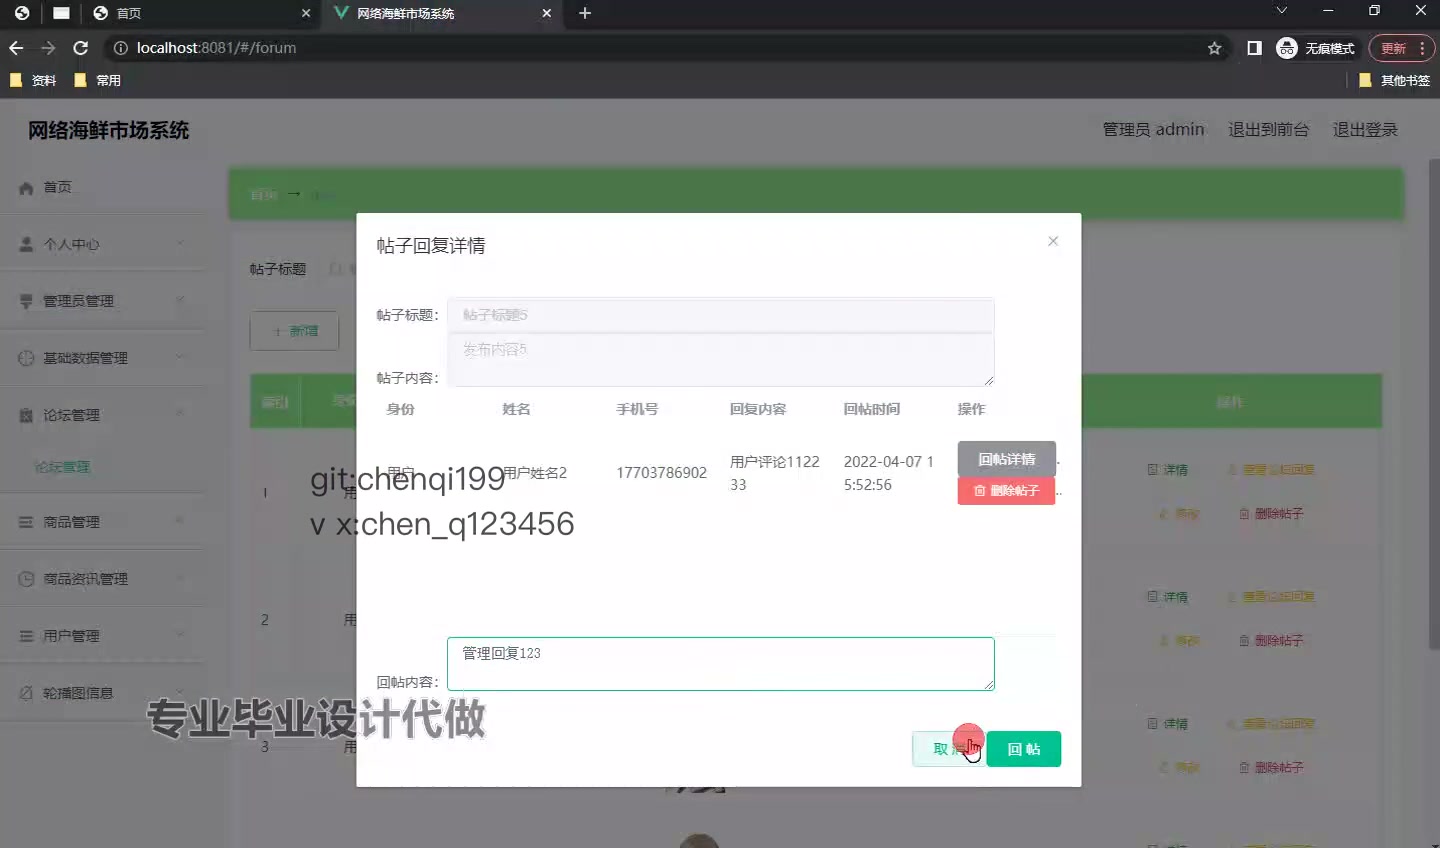 首页
网络海鲜市场系统
localhost:8081/#/forum
无痕模式
更新
资料
常用
其他书签
网络海鲜市场系统
管理员 admin
退出到前台
退出登录
首页
个人中心
管理员管理
基础数据管理
论坛管理
论坛管理
商品管理
商品资讯管理
用户管理
轮播图信息
首页 →
帖子标题
+ 新增
索引
操作
1
用
详情
查看论坛回复
修改
删除帖子
2
用
详情
查看论坛回复
修改
删除帖子
3
用
详情
查看论坛回复
修改
删除帖子
帖子回复详情
帖子标题:
帖子标题5
帖子内容:
发布内容5
身份 姓名 手机号 回复内容 回帖时间 操作
用户 用户姓名2 17703786902 用户评论1122
33
2022-04-07 1
5:52:56
回帖详情
删除帖子
回帖内容:
管理回复123
取消
回帖
git:chenqi199
v x:chen_q123456
专业毕业设计代做